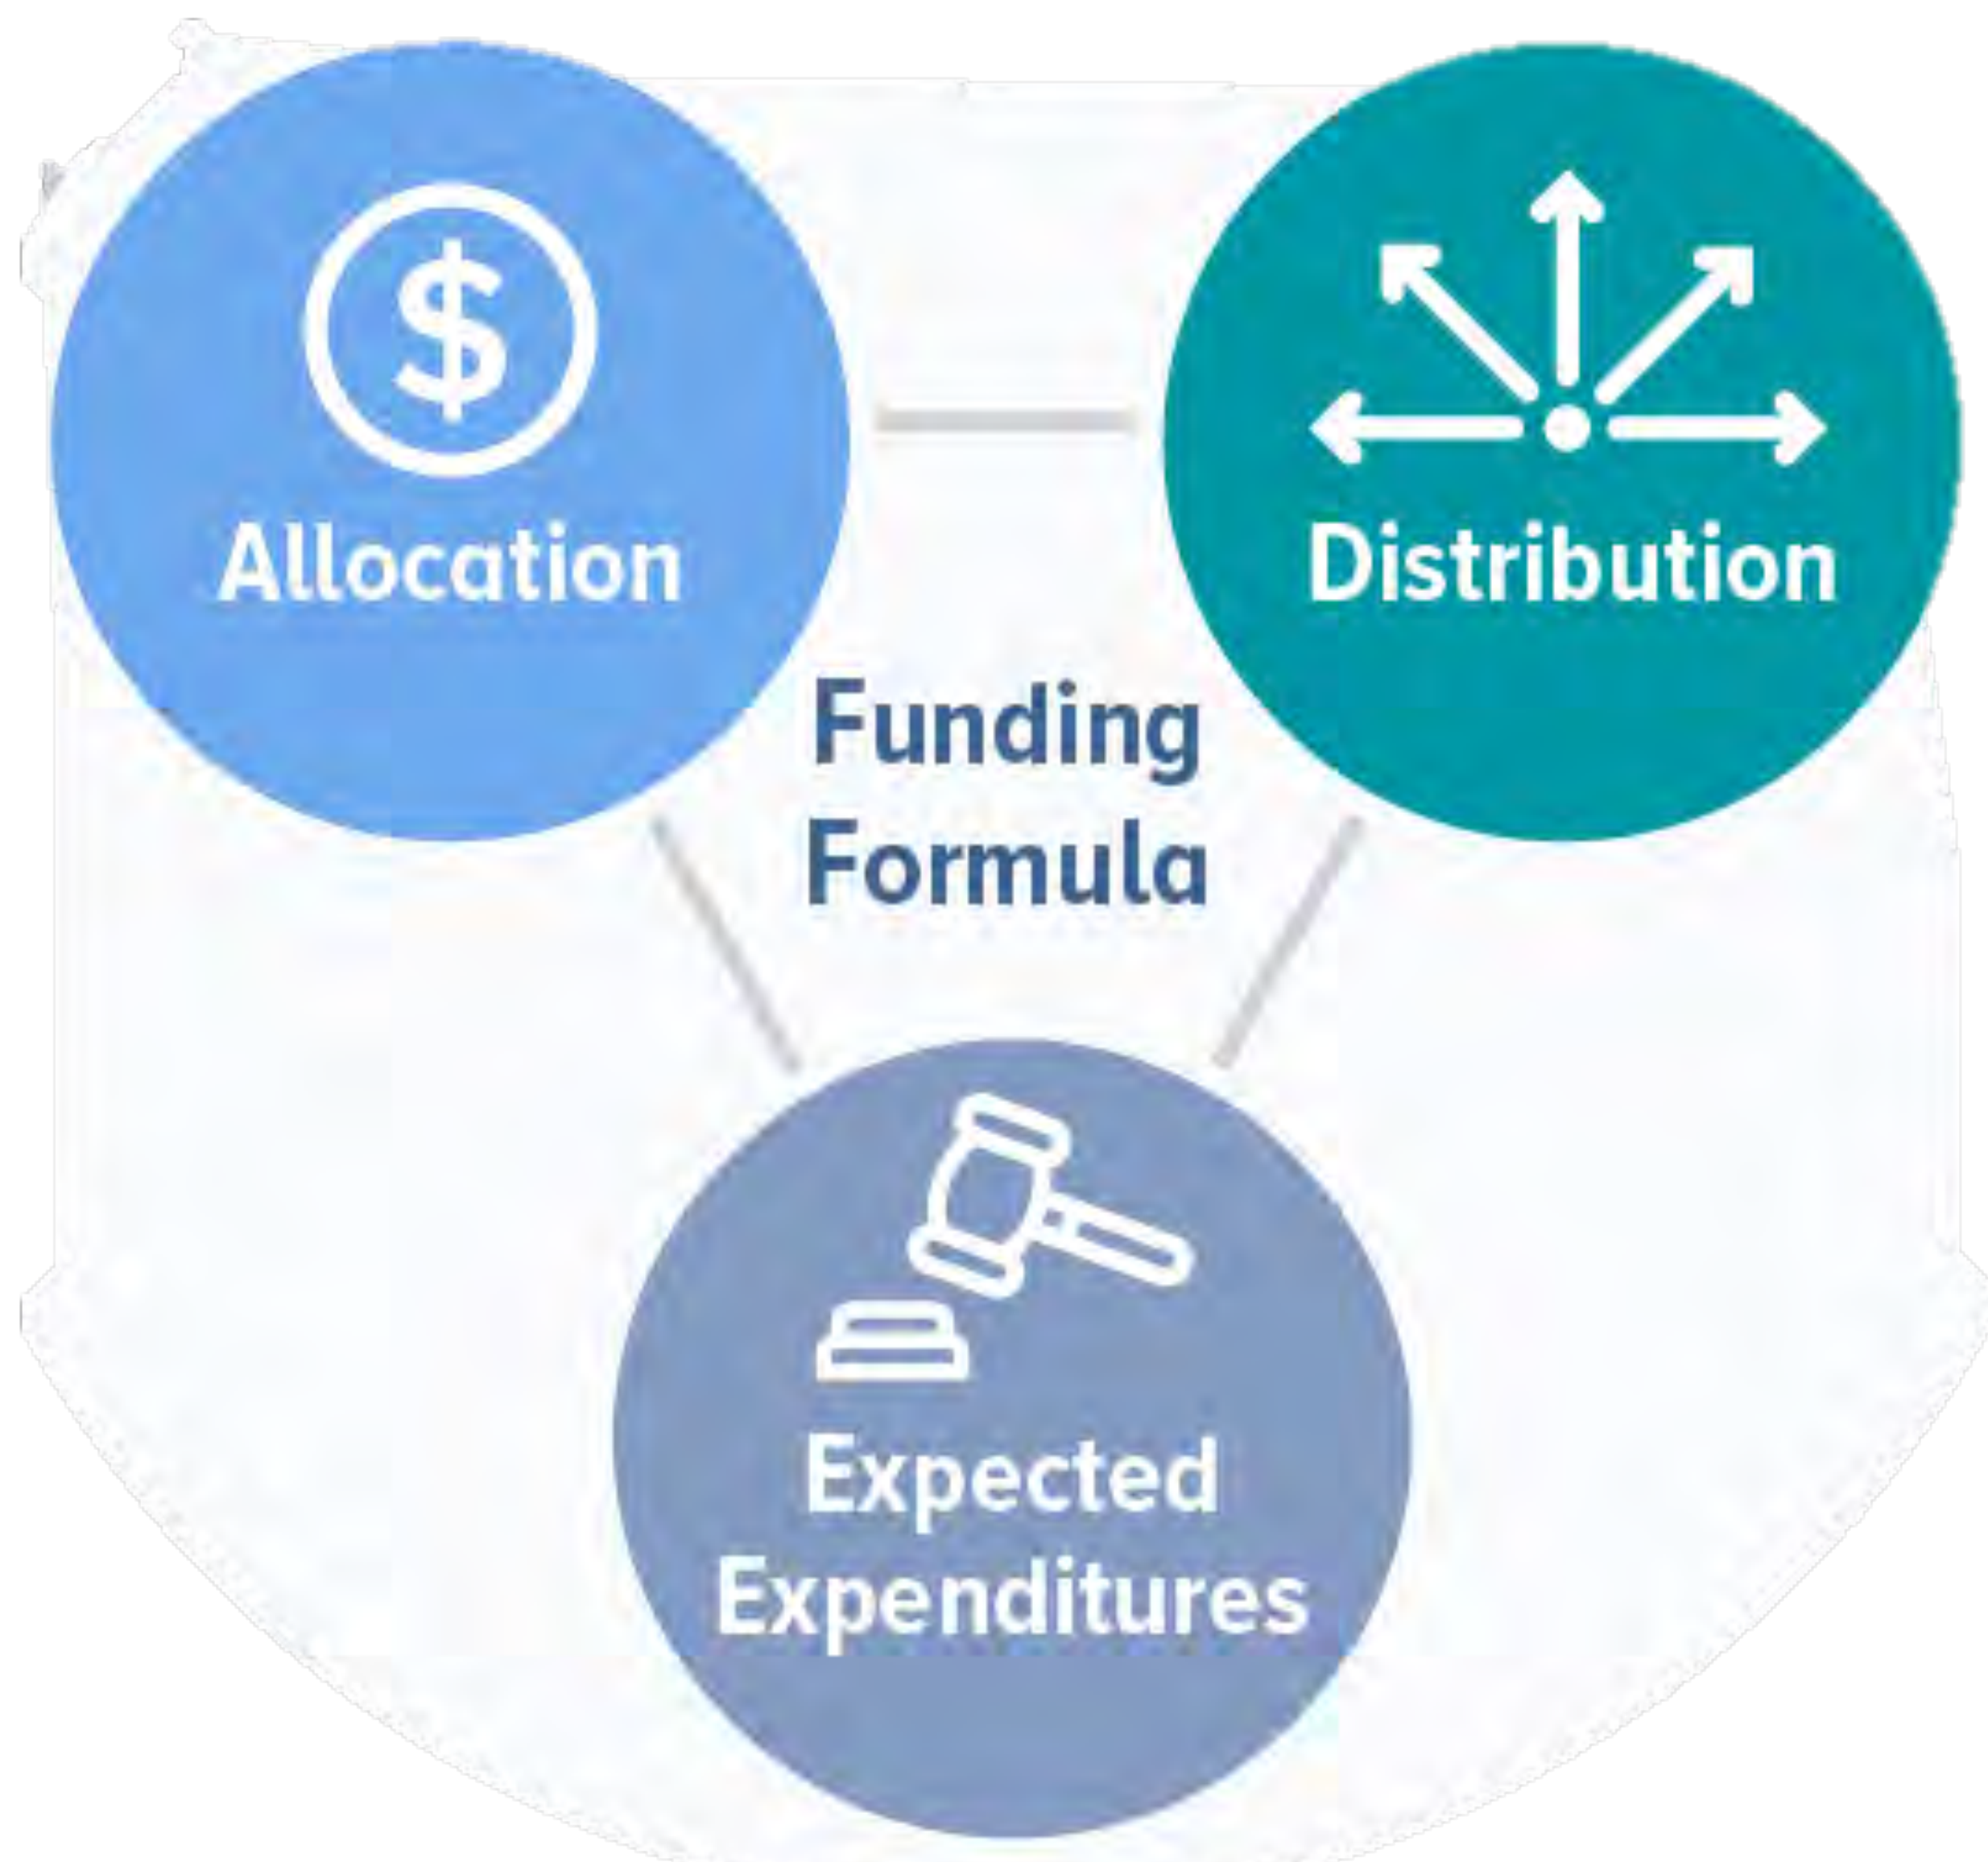 $
Allocation
Distribution
Funding
Formula
Expected
Expenditures